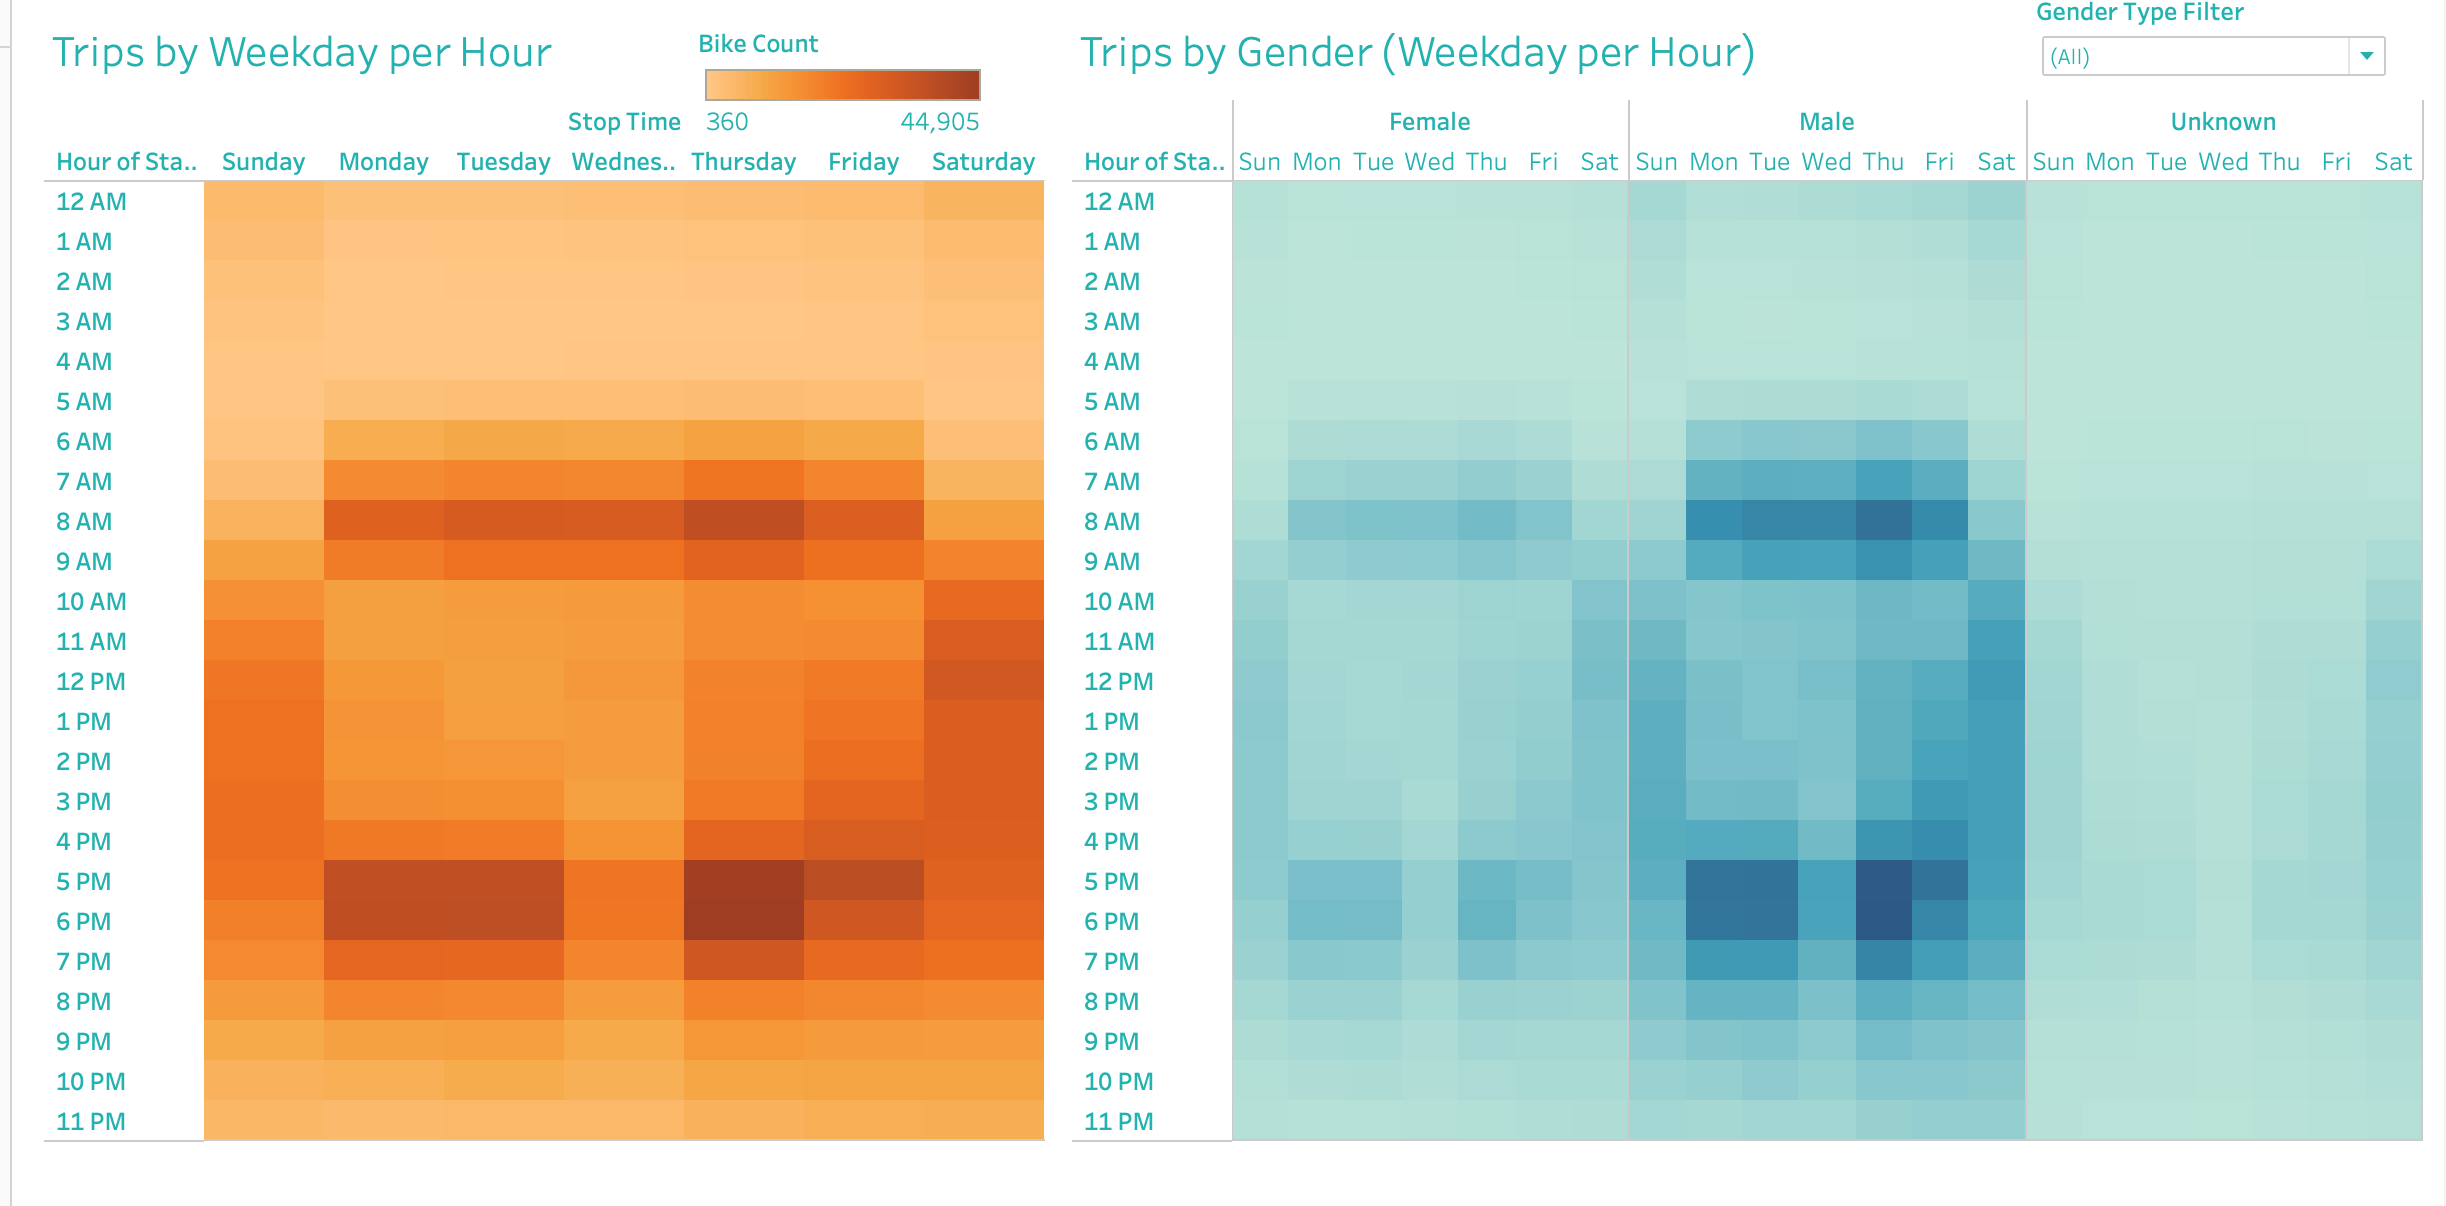 Gender Type Filter
Trips by Weekday per Hour
Bike Count
Trips by Gender (Weekday per Hour)
(All)
Stop Time 360 44,905
Female Male Unknown
Hour of Sta.. Sunday Monday Tuesday Wednes.. Thursday Friday Saturday
Hour of Sta.. Sun Mon Tue Wed Thu Fri Sat Sun Mon Tue Wed Thu Fri Sat Sun Mon Tue Wed Thu Fri Sat
12 AM 12 AM
1 AM 1 AM
2 AM 2 AM
3 AM 3 AM
4 AM 4 AM
5 AM 5 AM
6 AM 6 AM
7 AM 7 AM
8 AM 8 AM
9 AM 9 AM
10 AM 10 AM
11 AM 11 AM
12 PM 12 PM
1 PM 1 PM
2 PM 2 PM
3 PM 3 PM
4 PM 4 PM
5 PM 5 PM
6 PM 6 PM
7 PM 7 PM
8 PM 8 PM
9 PM 9 PM
10 PM 10 PM
11 PM 11 PM